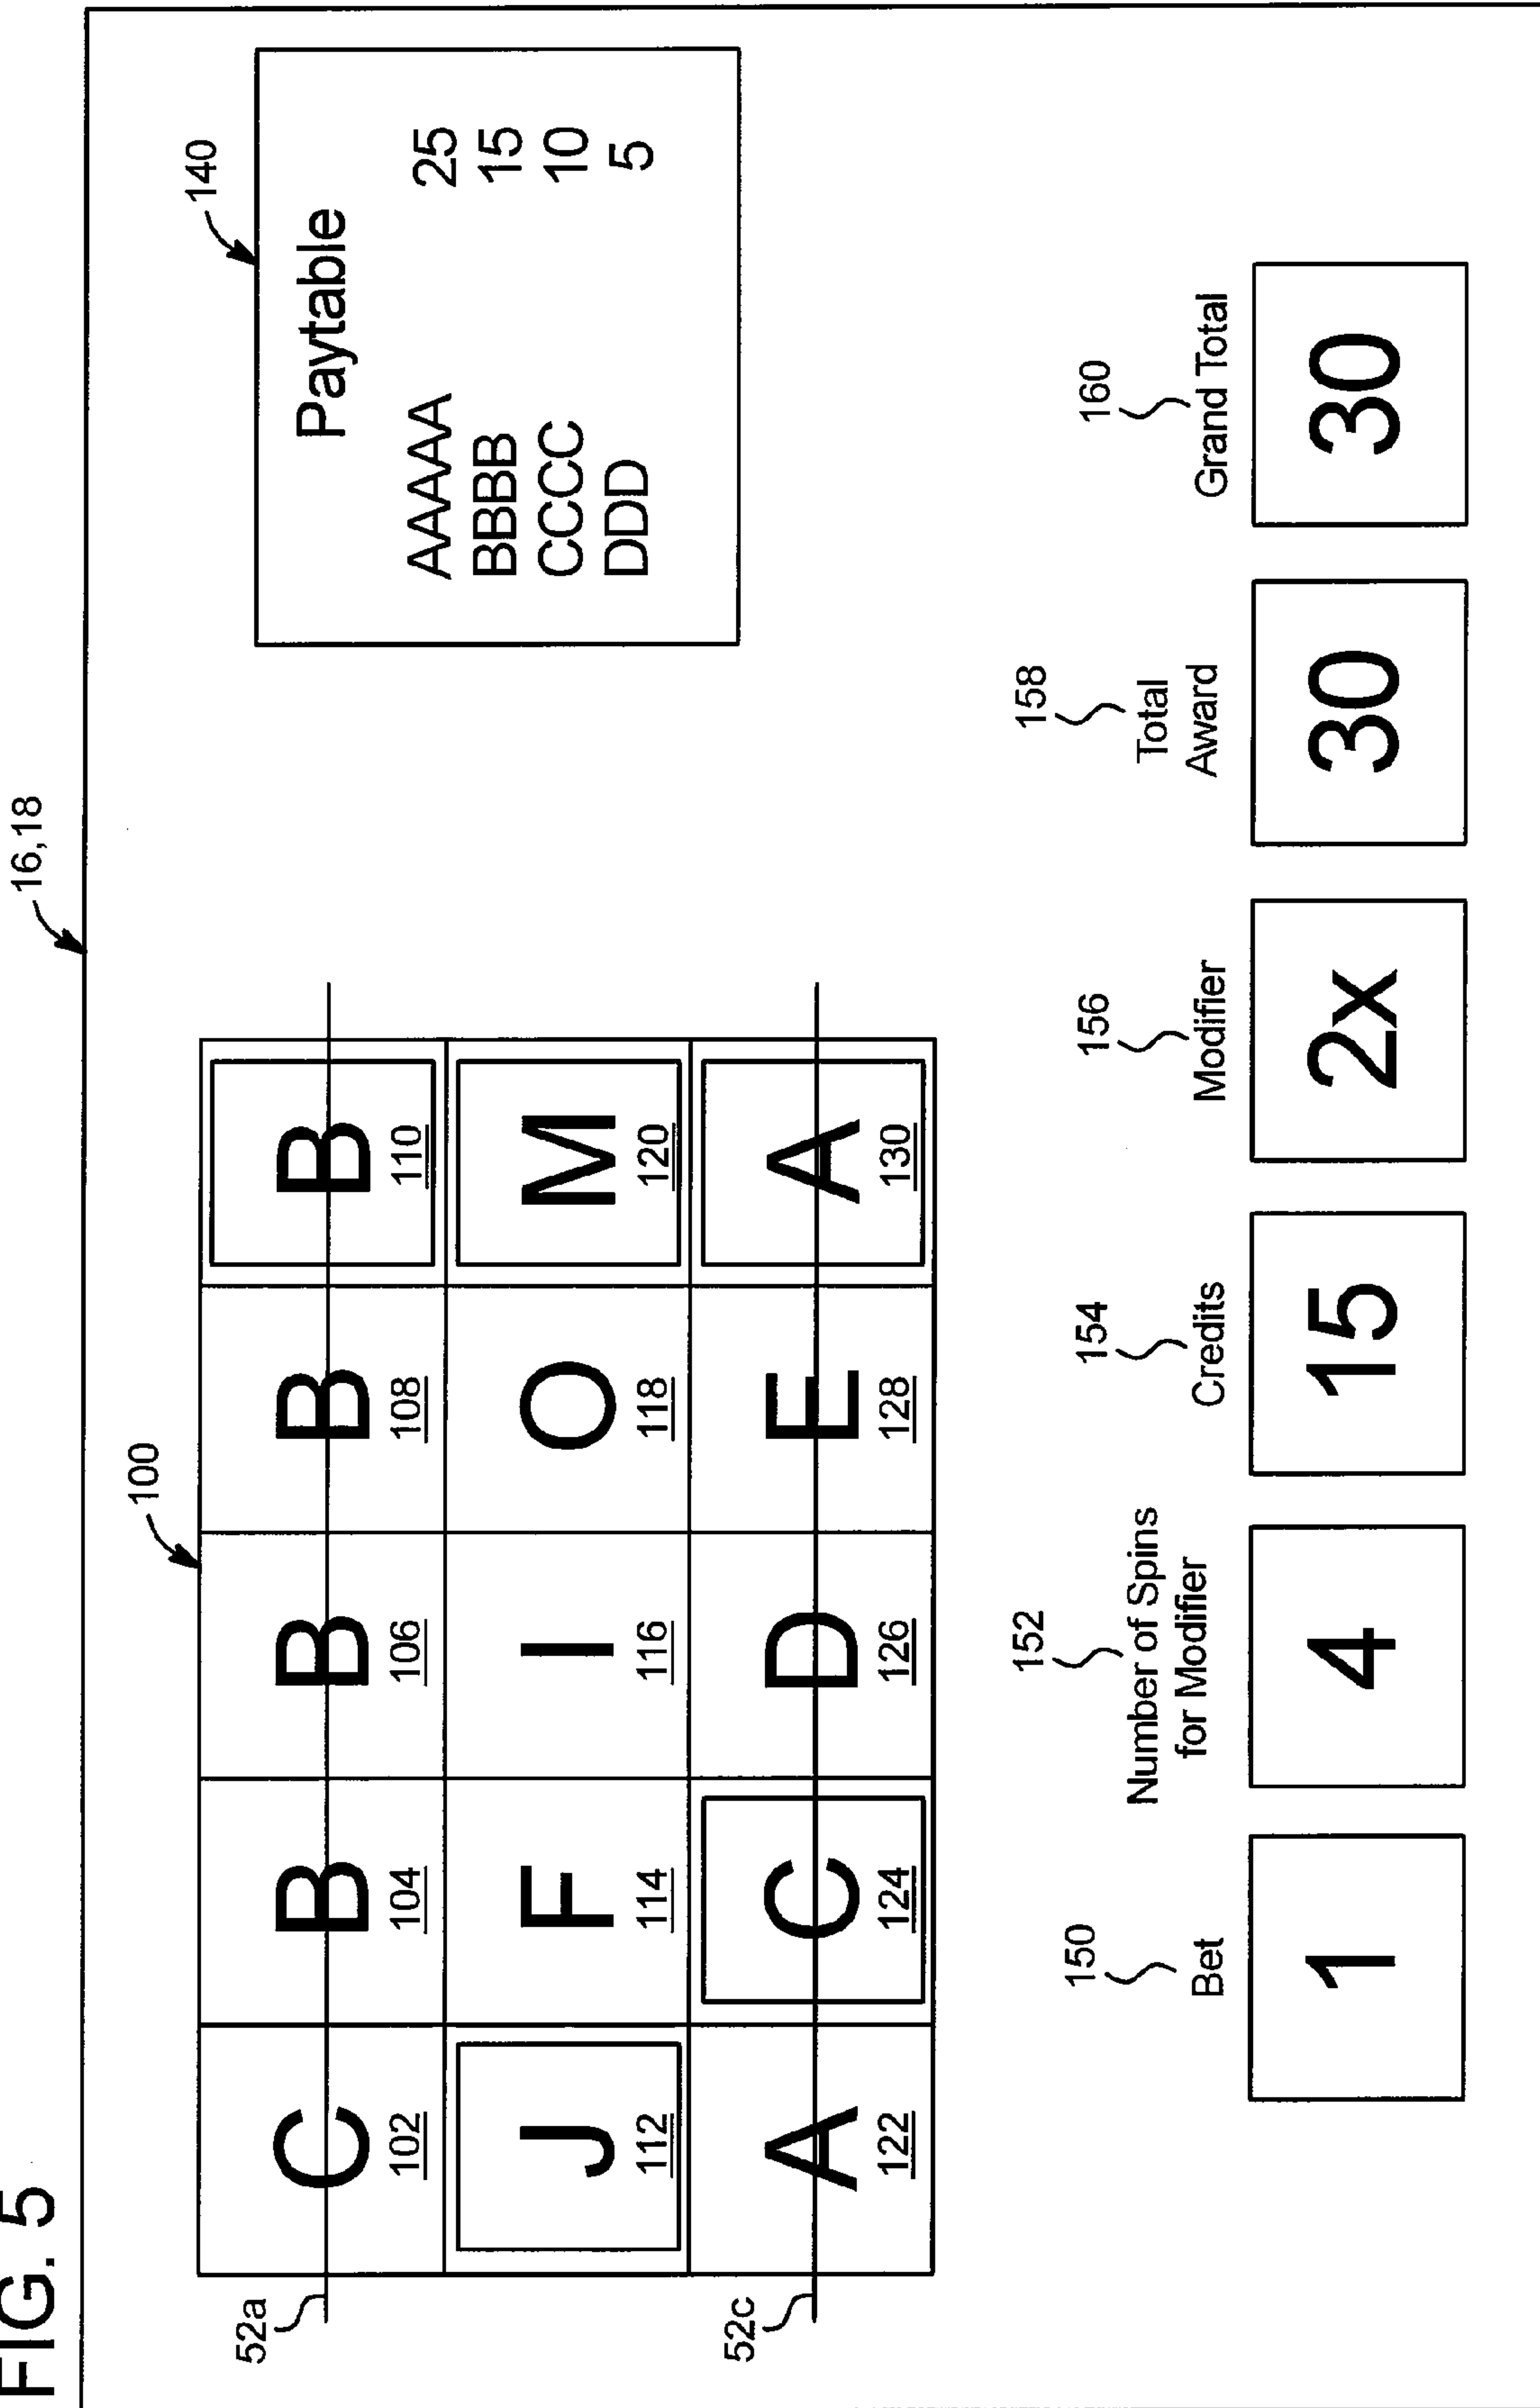 FIG. 5
16,18
100
140
C B B B B
102 104 106 108 110
J F I O M
112 114 116 118 120
A C D E A
122 124 126 128 130
52a
52c
Paytable
AAAAA 25
BBBB 15
CCCC 10
DDD 5
150
Bet
1
152
Number of Spins
for Modifier
4
154
Credits
15
156
Modifier
2x
158
Total
Award
30
160
Grand Total
30